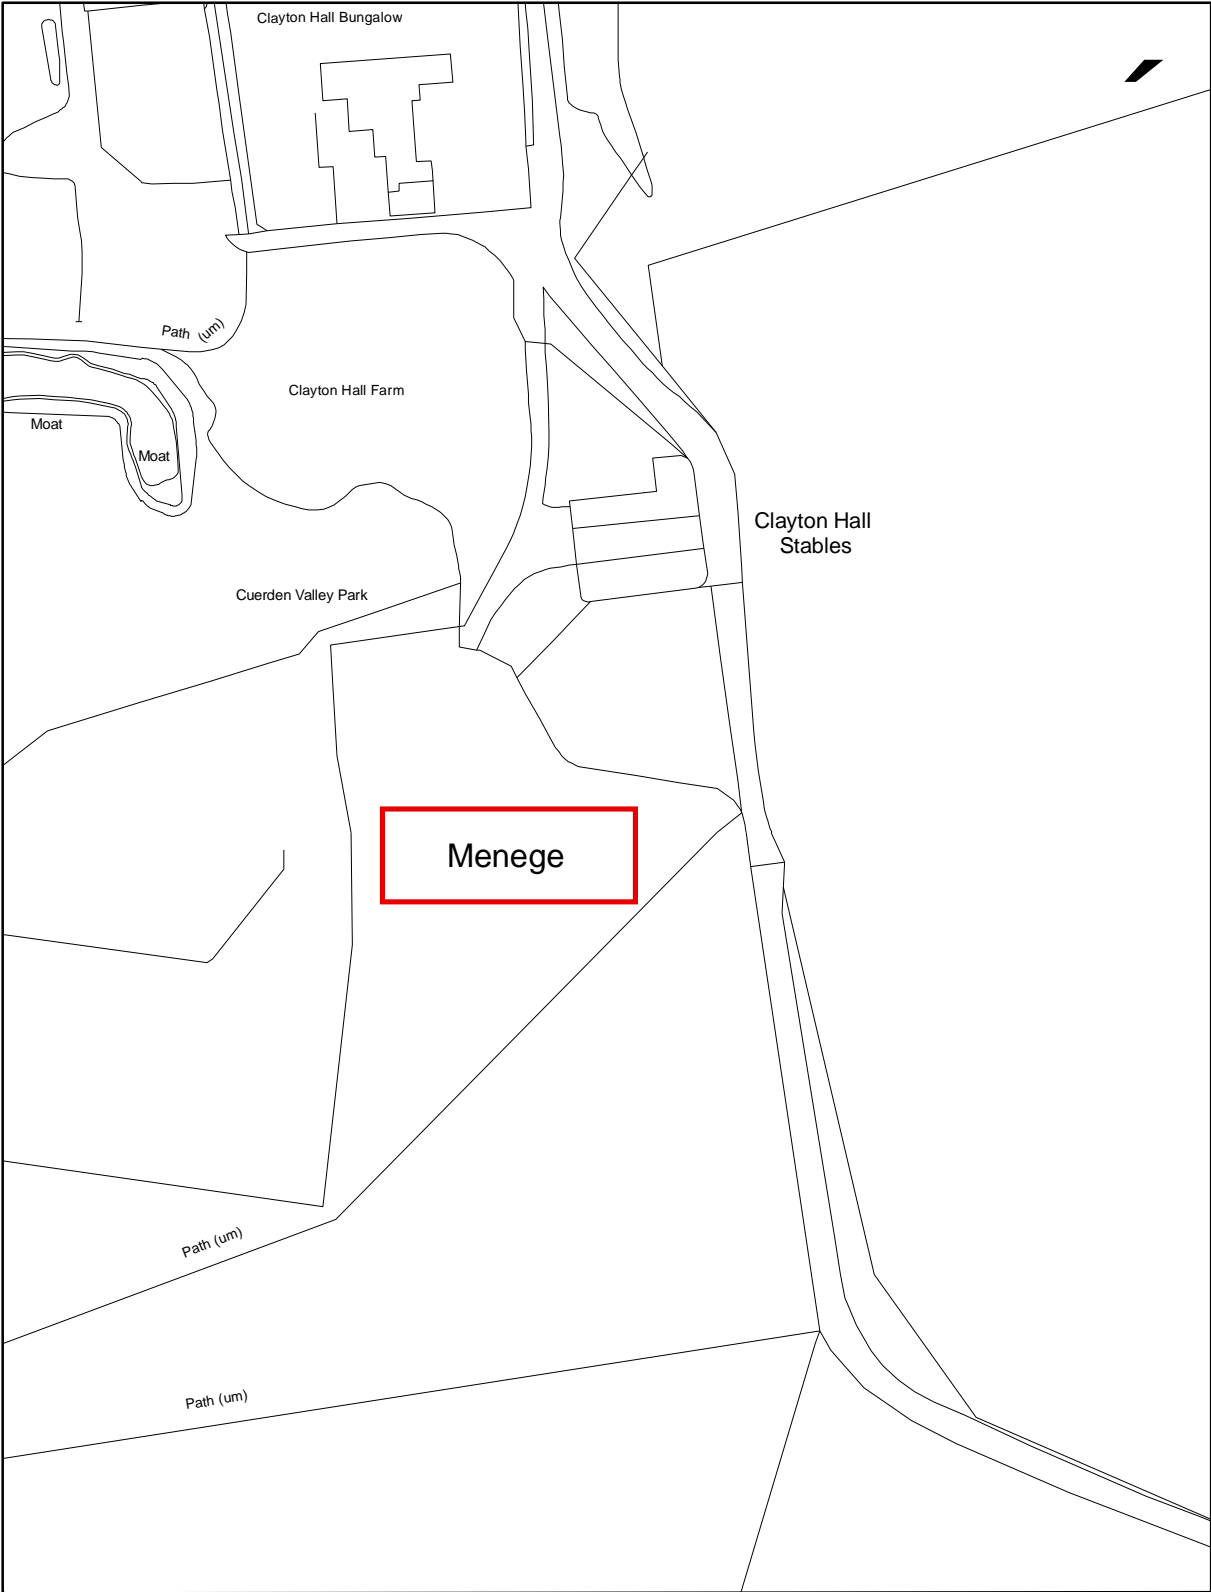 Clayton Hall Bungalow
Path (um)
Clayton Hall Farm
Moat
Moat
Clayton Hall
Stables
Cuerden Valley Park
Menege
Path (um)
Path (um)